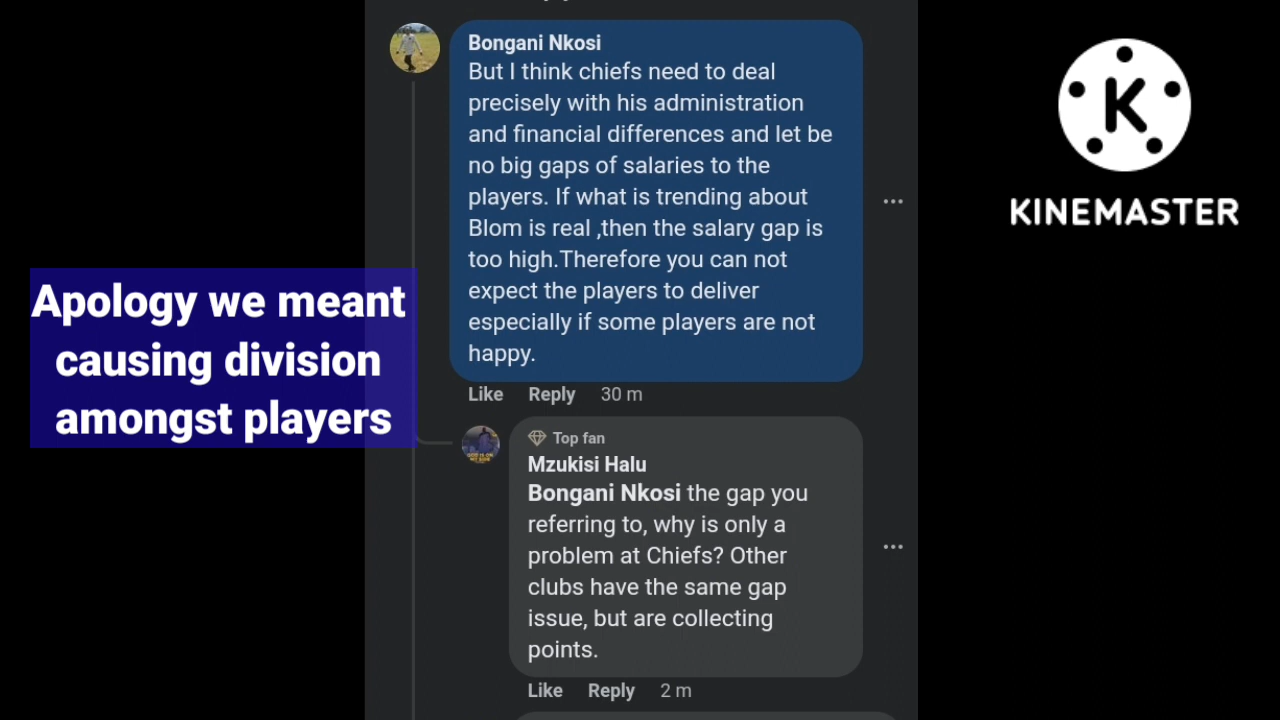 Bongani Nkosi
But I think chiefs need to deal
precisely with his administration
and financial differences and let be
no big gaps of salaries to the
players. If what is trending about
Blom is real ,then the salary gap is
too high.Therefore you can not
expect the players to deliver
especially if some players are not
happy.
Like Reply 30 m
Top fan
Mzukisi Halu
Bongani Nkosi the gap you
referring to, why is only a
problem at Chiefs? Other
clubs have the same gap
issue, but are collecting
points.
Like Reply 2 m
Apology we meant
causing division
amongst players
K
KINEMASTER